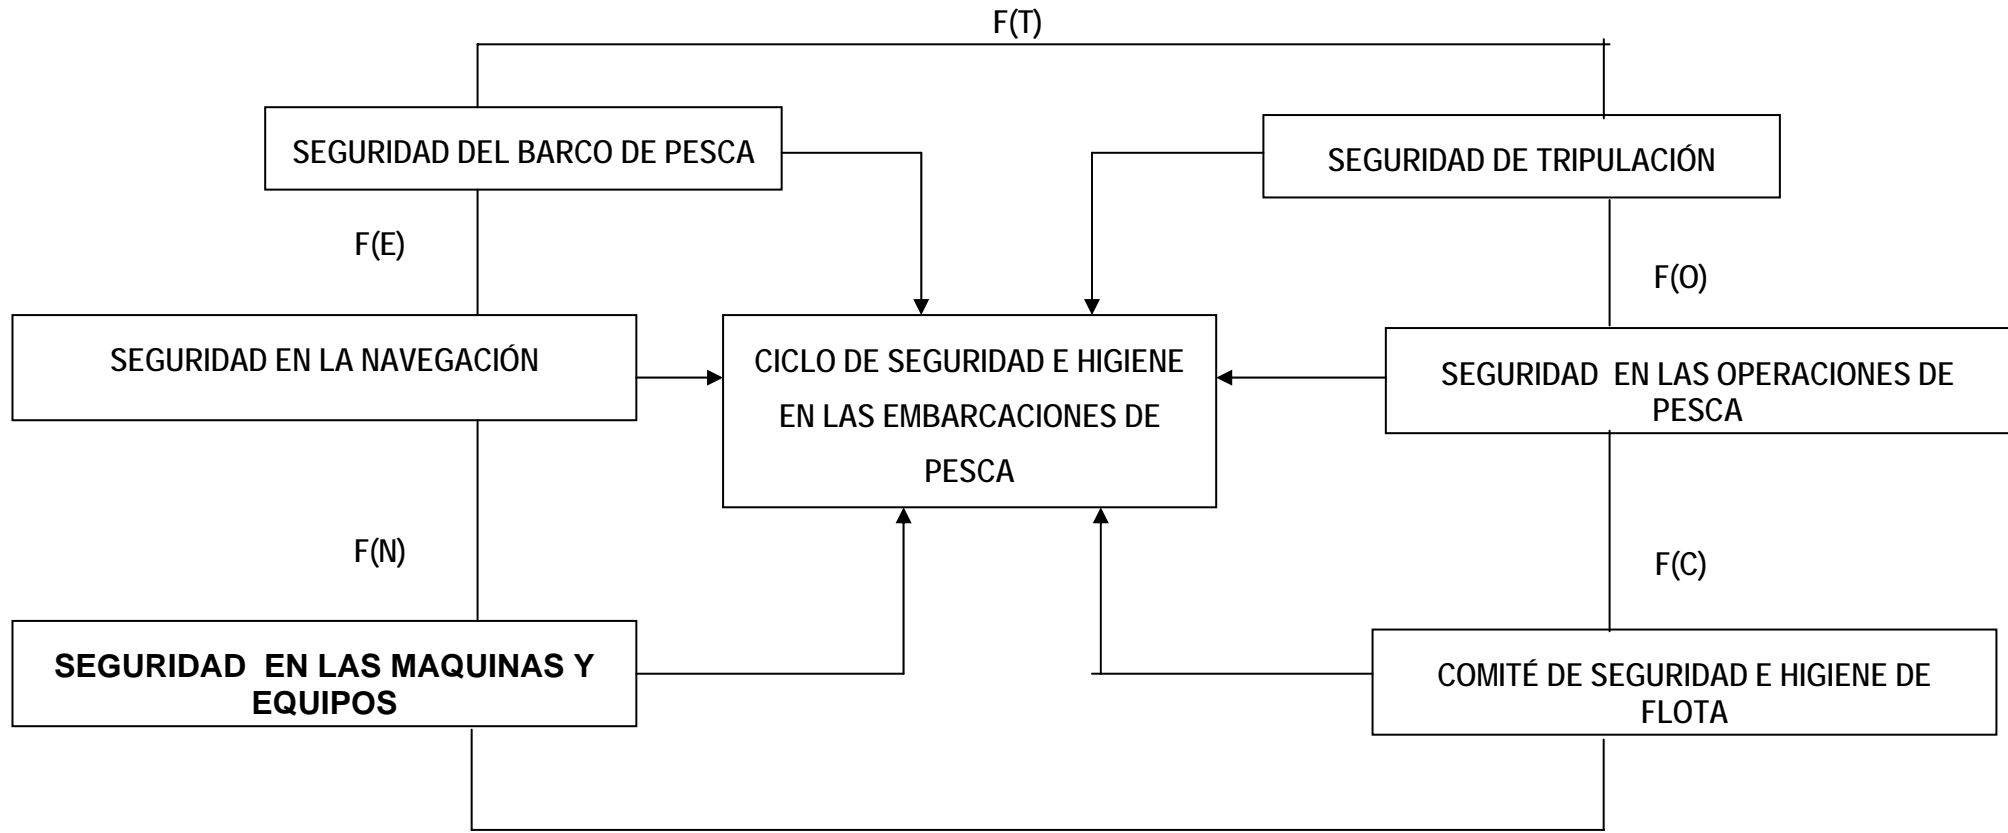 F(T)
SEGURIDAD DEL BARCO DE PESCA
SEGURIDAD DE TRIPULACIÓN
F(E)
F(O)
SEGURIDAD EN LA NAVEGACIÓN
CICLO DE SEGURIDAD E HIGIENE
EN LAS EMBARCACIONES DE
PESCA
SEGURIDAD EN LAS OPERACIONES DE
PESCA
F(N)
F(C)
SEGURIDAD EN LAS MAQUINAS Y
EQUIPOS
COMITÉ DE SEGURIDAD E HIGIENE DE
FLOTA